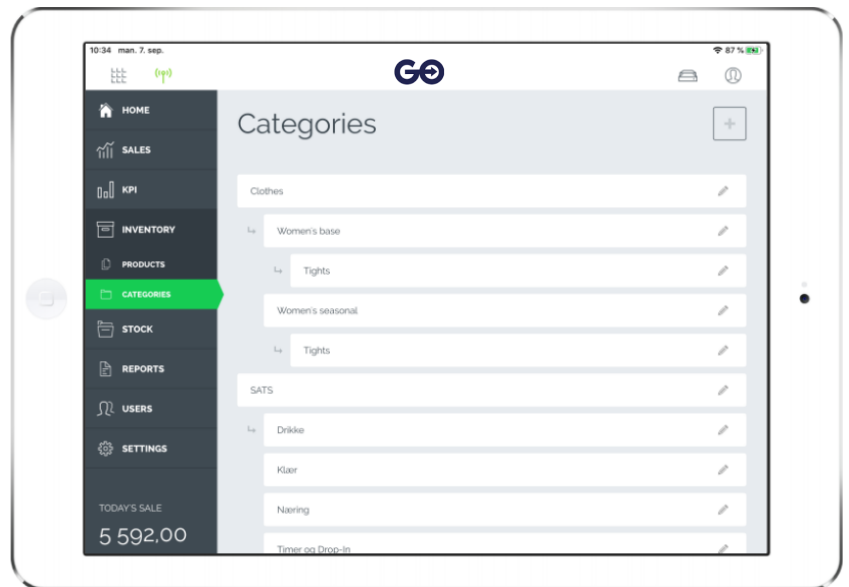 10:34 man. 7. sep.
87 %
GO
HOME
SALES
KPI
INVENTORY
PRODUCTS
CATEGORIES
STOCK
REPORTS
USERS
SETTINGS
TODAY'S SALE
5 592,00
Categories
+
Clothes
Women's base
Tights
Women's seasonal
Tights
SATS
Drikke
Klær
Næring
Timer og Drop-In